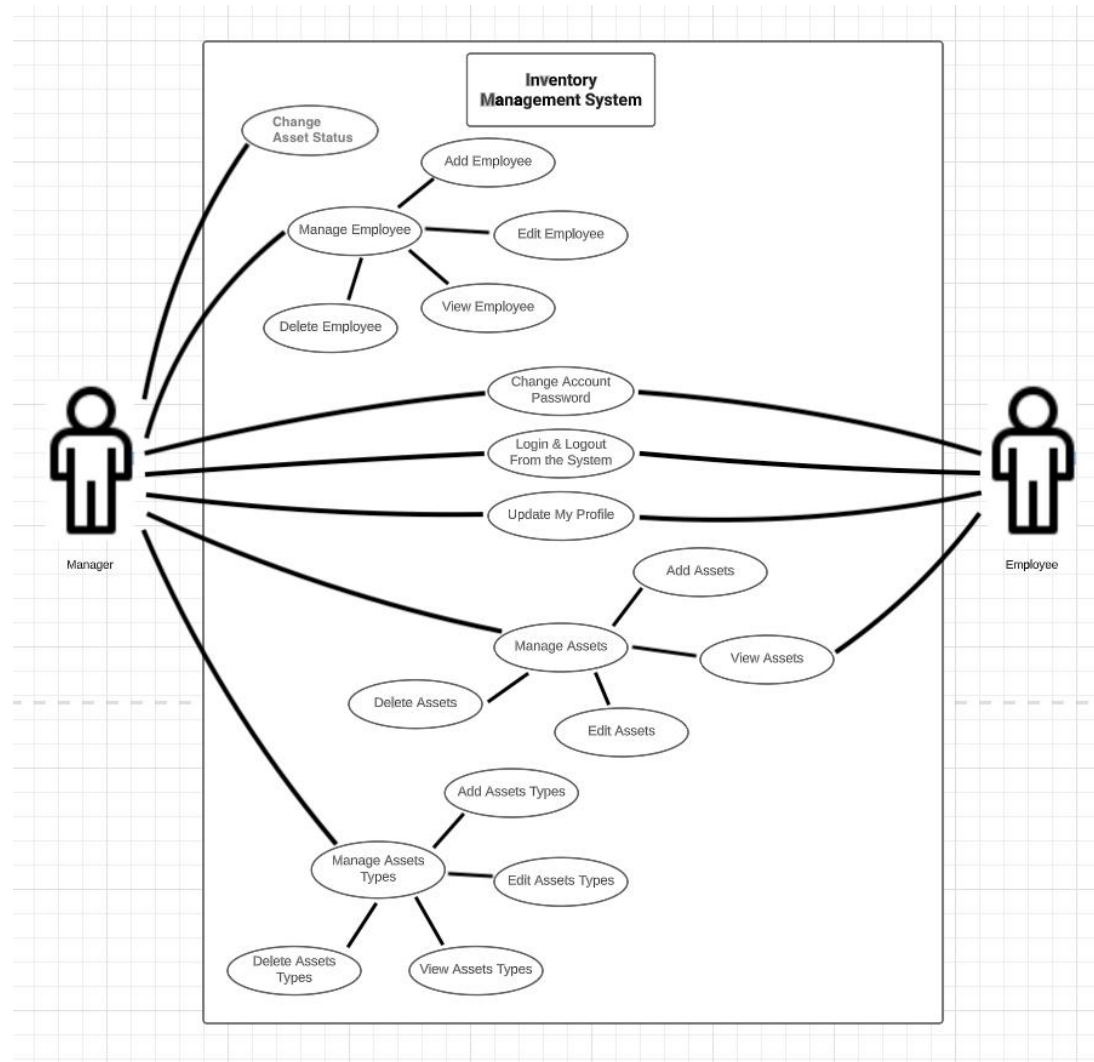 Inventory
Management System
Change
Asset Status
Add Employee
Manage Employee
Edit Employee
View Employee
Delete Employee
Change Account
Password
Login & Logout
From the System
Update My Profile
Manager
Employee
Add Assets
Manage Assets
View Assets
Delete Assets
Edit Assets
Add Assets Types
Manage Assets
Types
Edit Assets Types
Delete Assets
Types
View Assets Types